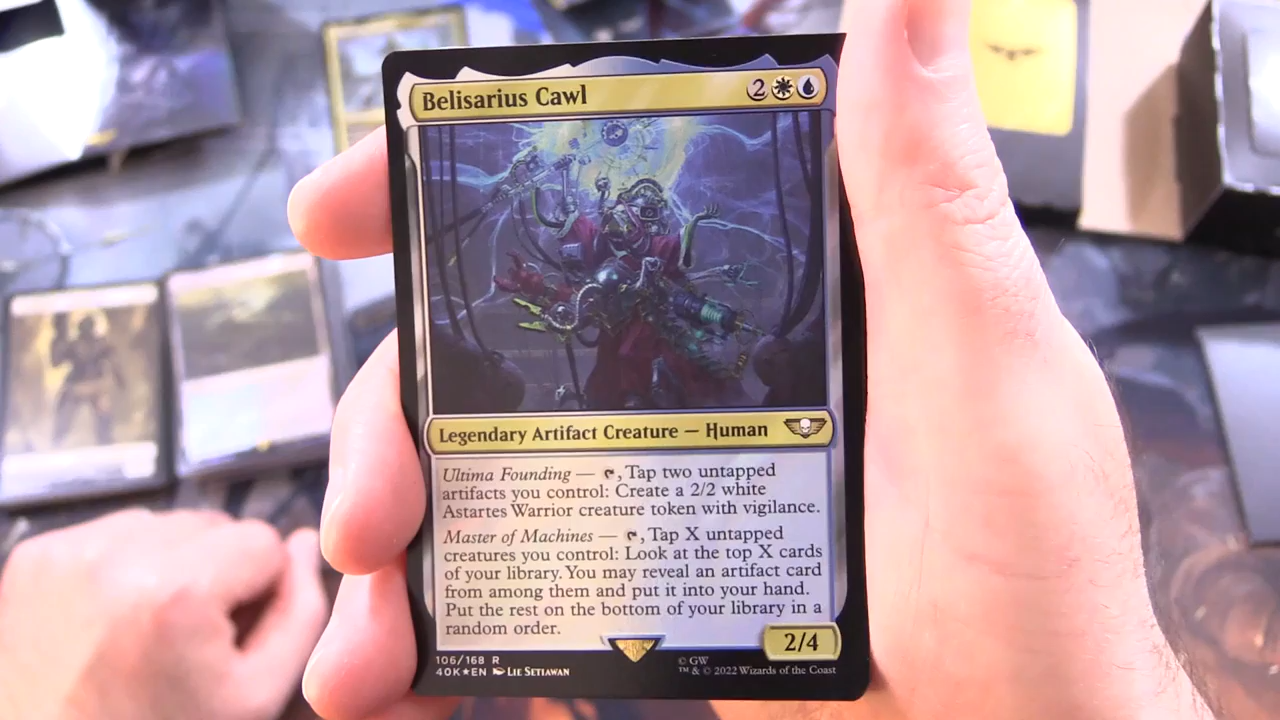 Belisarius Cawl 2
Legendary Artifact Creature — Human
Ultima Founding — , Tap two untapped
artifacts you control: Create a 2/2 white
Astartes Warrior creature token with vigilance.
Master of Machines — , Tap X untapped
creatures you control: Look at the top X cards
of your library. You may reveal an artifact card
from among them and put it into your hand.
Put the rest on the bottom of your library in a
random order.
2/4
106/168 R
40K★EN Lie Setiawan
© GW
™ & © 2022 Wizards of the Coast